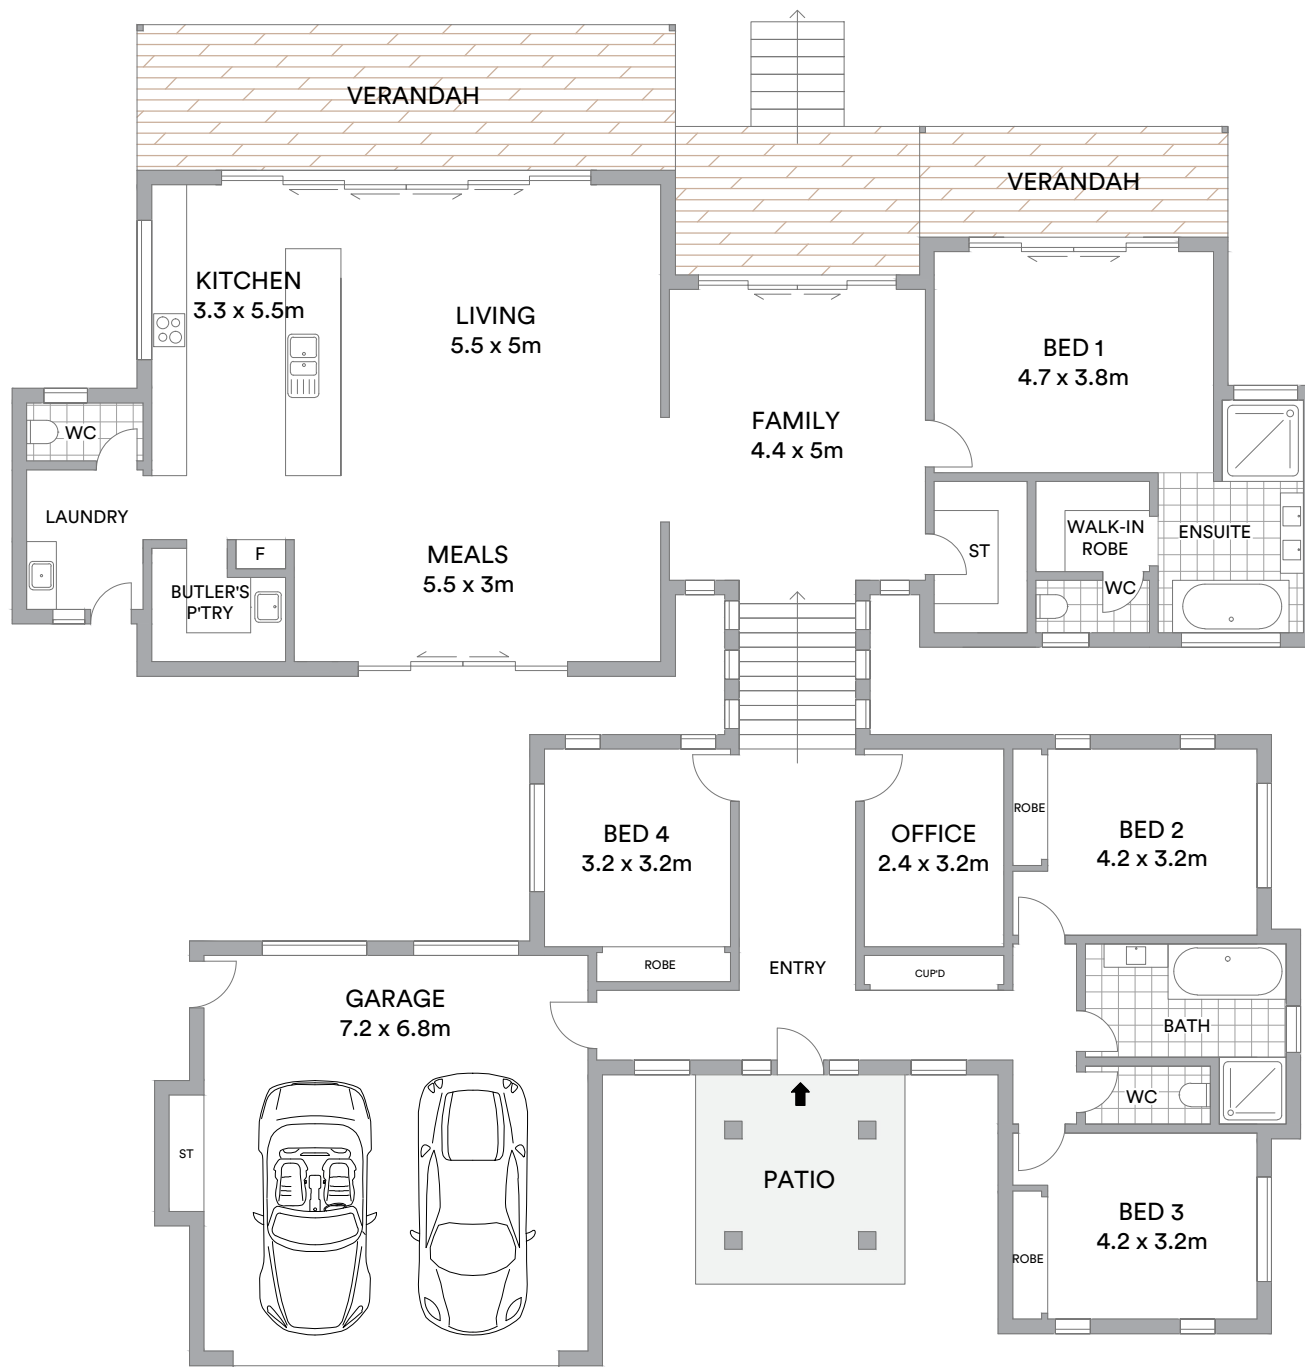 VERANDAH
VERANDAH
KITCHEN
3.3 x 5.5m
LIVING
5.5 x 5m
BED 1
4.7 x 3.8m
FAMILY
4.4 x 5m
WC
LAUNDRY
WALK-IN
ROBE
ENSUITE
ST
F
MEALS
5.5 x 3m
BUTLER'S
P'TRY
WC
ROBE
BED 4
3.2 x 3.2m
OFFICE
2.4 x 3.2m
BED 2
4.2 x 3.2m
ROBE
ENTRY
CUP'D
GARAGE
7.2 x 6.8m
BATH
WC
ST
PATIO
BED 3
4.2 x 3.2m
ROBE